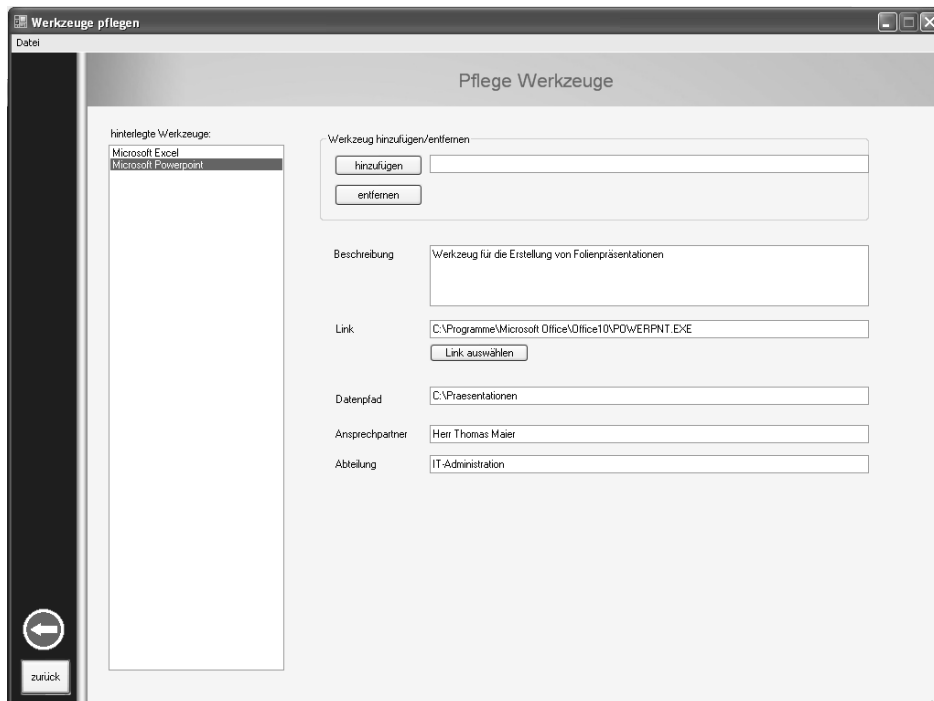 Werkzeuge pflegen
Datei
Pflege Werkzeuge
hinterlegte Werkzeuge:
Microsoft Excel
Microsoft Powerpoint
Werkzeug hinzufügen/entfernen
hinzufügen
entfernen
Beschreibung
Werkzeug für die Erstellung von Folienpräsentationen
Link
C:\Programme\Microsoft Office\Office10\POWERPNT.EXE
Link auswählen
Datenpfad
C:\Praesentationen
Ansprechpartner
Herr Thomas Maier
Abteilung
IT-Administration
zurück